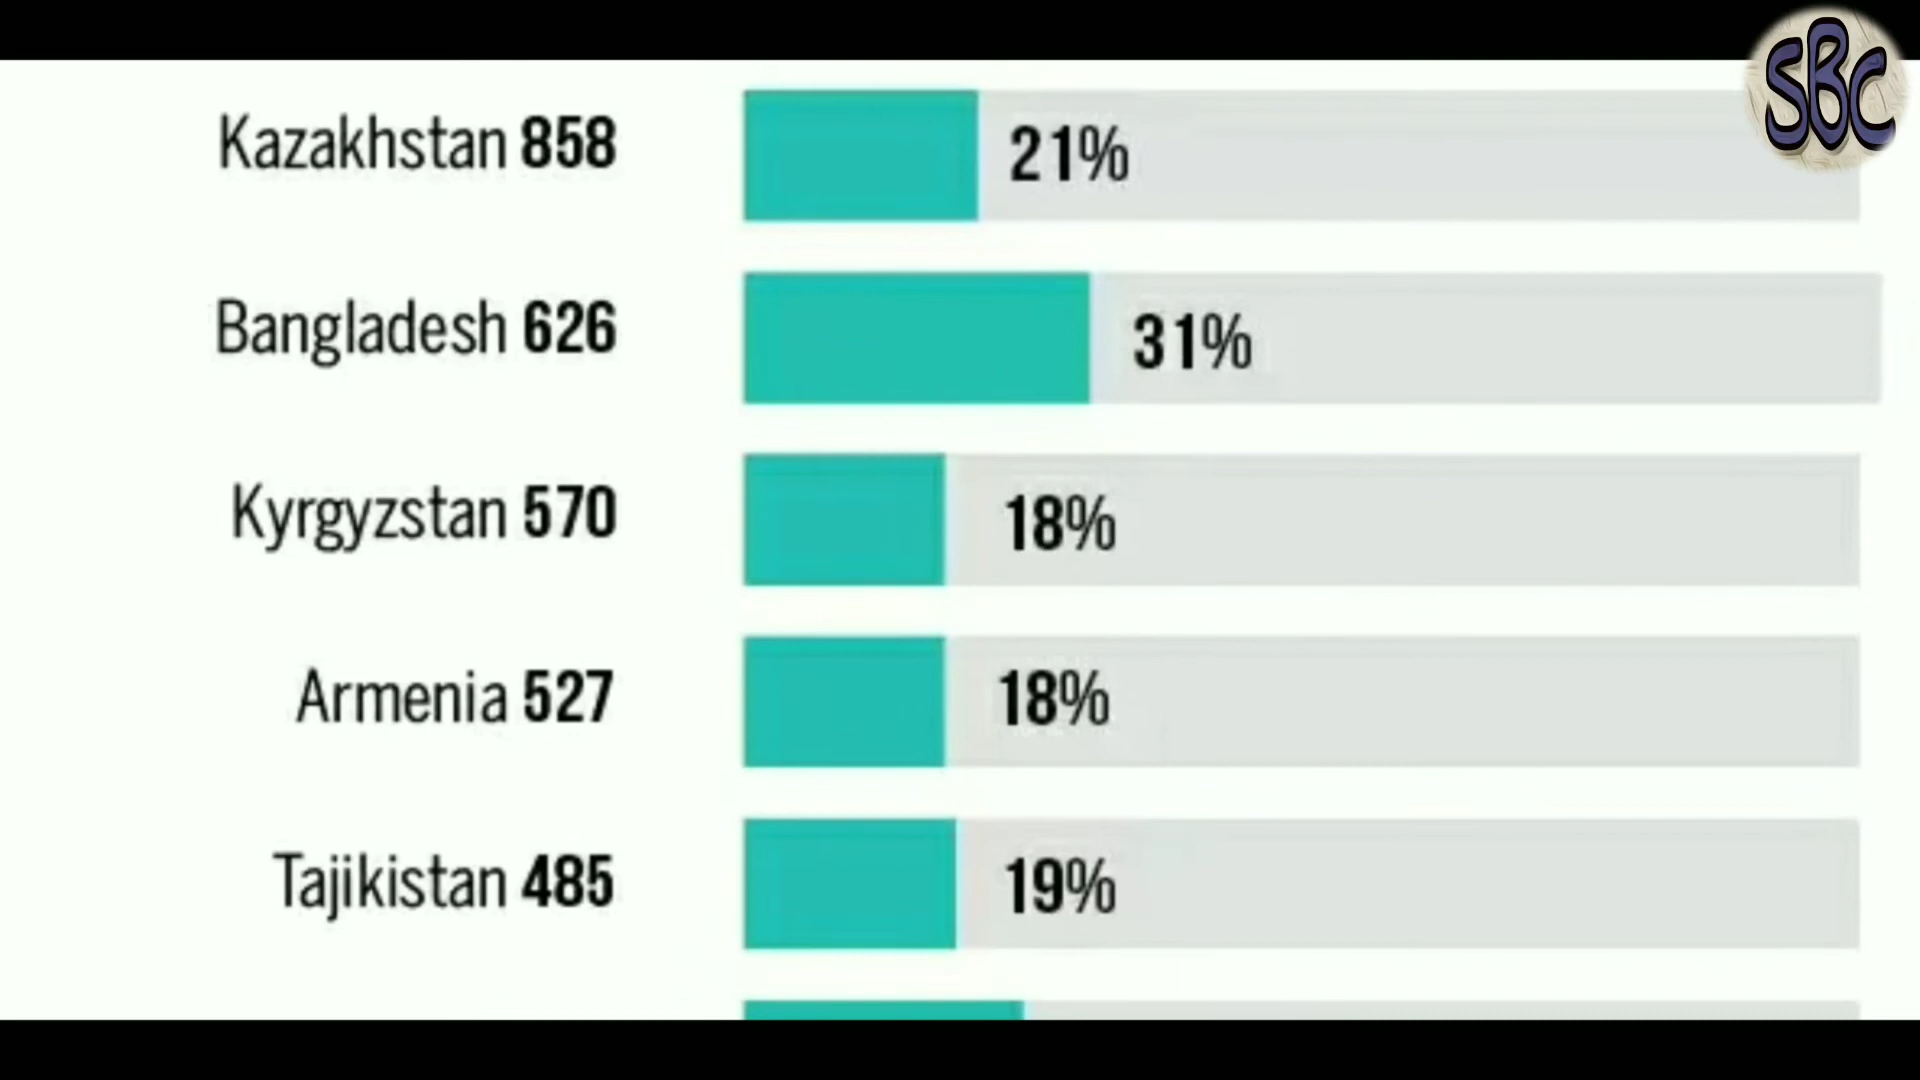 SBC
Kazakhstan 858 21%
Bangladesh 626 31%
Kyrgyzstan 570 18%
Armenia 527 18%
Tajikistan 485 19%